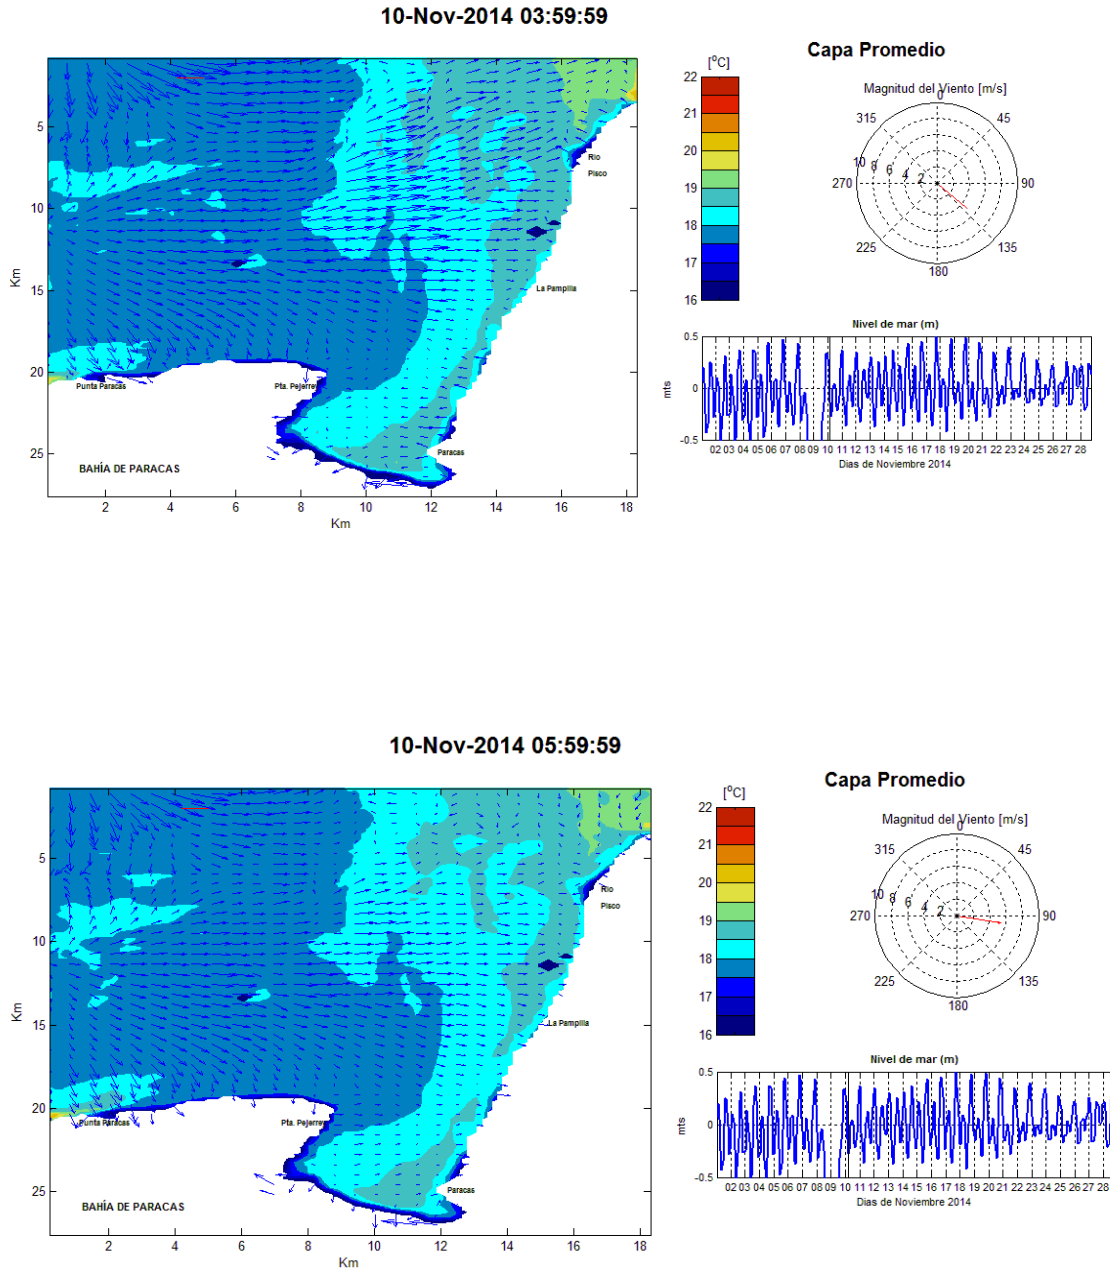 10-Nov-2014 03:59:59
Capa Promedio
[°C]
22
21
20
19
18
17
16
Magnitud del Viento [m/s]
0
45
90
135
180
225
270
315
10 8 6 4 2
5
10
15
20
25
Km
2 4 6 8 10 12 14 16 18
Km
Rio
Pisco
La Pampilla
Punta Paracas
Pta. Pejerrey
Paracas
BAHÍA DE PARACAS
Nivel de mar (m)
0.5
0
-0.5
mts
02 03 04 05 06 07 08 09 10 11 12 13 14 15 16 17 18 19 20 21 22 23 24 25 26 27 28
Dias de Noviembre 2014
10-Nov-2014 05:59:59
Capa Promedio
[°C]
22
21
20
19
18
17
16
Magnitud del Viento [m/s]
0
45
90
135
180
225
270
315
10 8 6 4 2
5
10
15
20
25
Km
2 4 6 8 10 12 14 16 18
Km
Rio
Pisco
La Pampilla
Punta Paracas
Pta. Pejerrey
Paracas
BAHÍA DE PARACAS
Nivel de mar (m)
0.5
0
-0.5
mts
02 03 04 05 06 07 08 09 10 11 12 13 14 15 16 17 18 19 20 21 22 23 24 25 26 27 28
Dias de Noviembre 2014